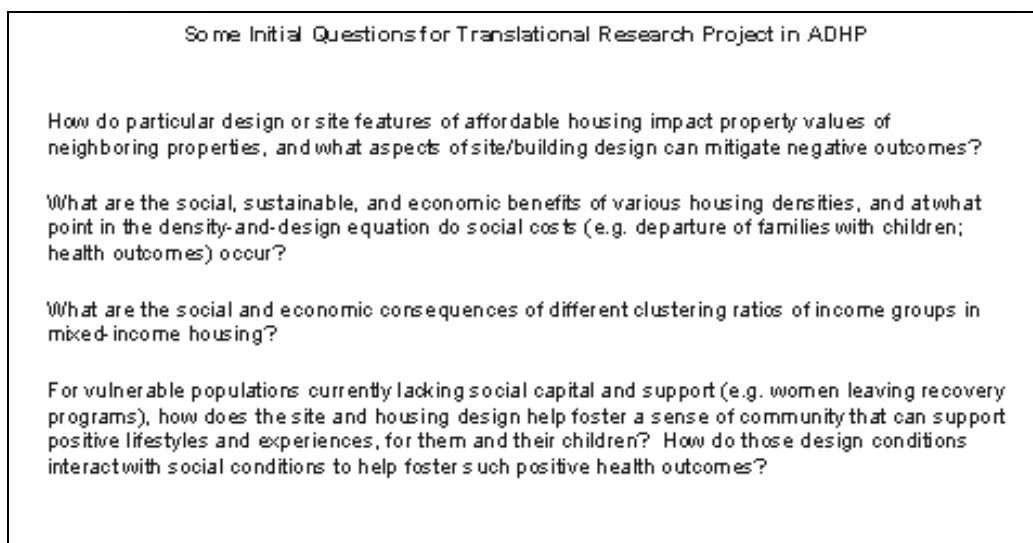 Some Initial Questions for Translational Research Project in ADHP
How do particular design or site features of affordable housing impact property values of
neighboring properties, and what aspects of site/building design can mitigate negative outcomes?
What are the social, sustainable, and economic benefits of various housing densities, and at what
point in the density-and-design equation do social costs (e.g. departure of families with children;
health outcomes) occur?
What are the social and economic consequences of different clustering ratios of income groups in
mixed-income housing?
For vulnerable populations currently lacking social capital and support (e.g. women leaving recovery
programs), how does the site and housing design help foster a sense of community that can support
positive lifestyles and experiences, for them and their children?  How do those design conditions
interact with social conditions to help foster such positive health outcomes?